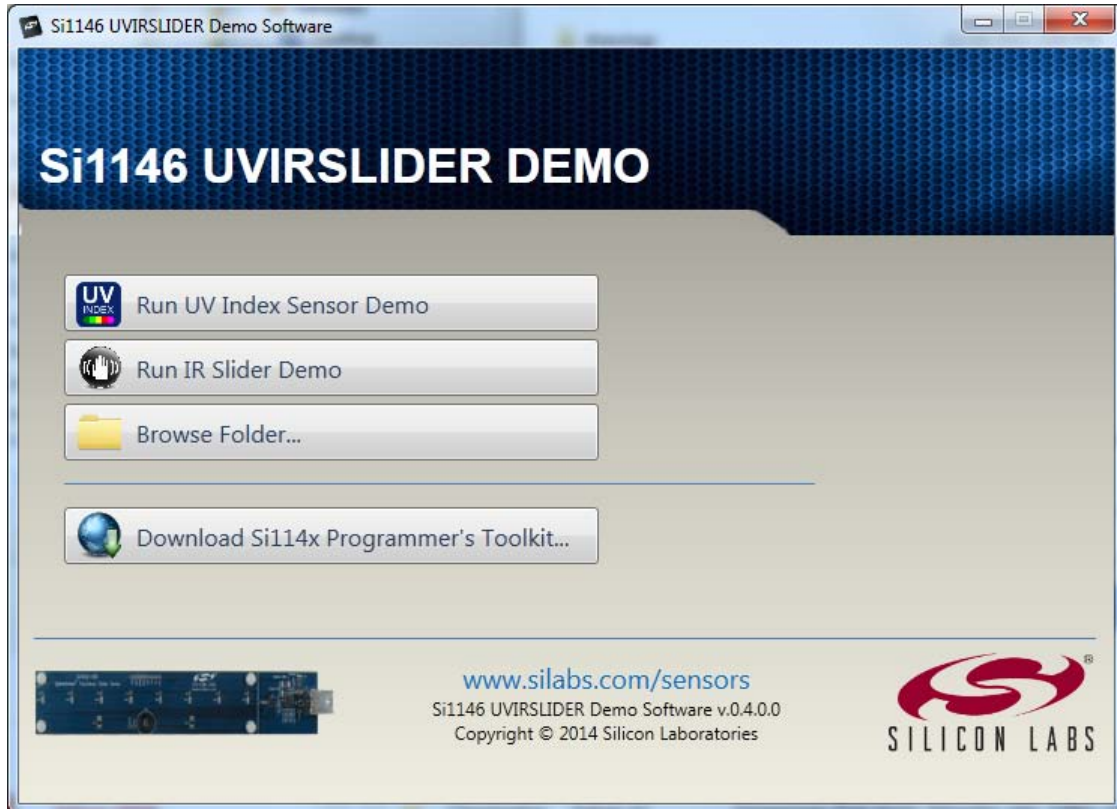 Si1146 UVIRSLIDER Demo Software
Si1146 UVIRSLIDER DEMO
UV
INDEX
Run UV Index Sensor Demo
Run IR Slider Demo
Browse Folder...
Download Si114x Programmer's Toolkit...
www.silabs.com/sensors
Si1146 UVIRSLIDER Demo Software v.0.4.0.0
Copyright © 2014 Silicon Laboratories
®
SILICON LABS